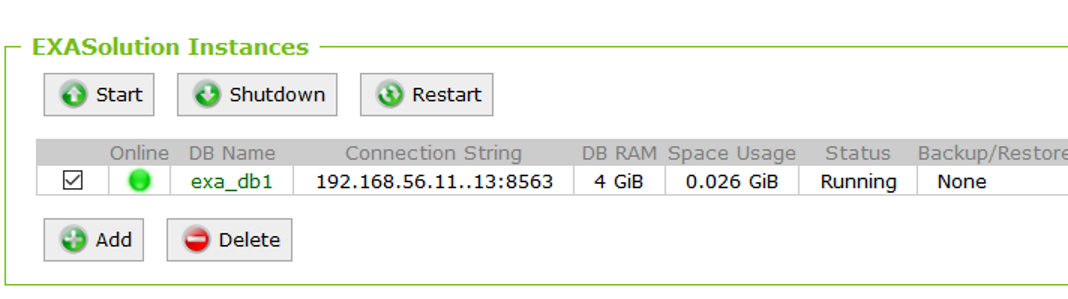 EXASolution Instances
Start Shutdown Restart
Online DB Name Connection String DB RAM Space Usage Status Backup/Restore
exa_db1 192.168.56.11..13:8563 4 GiB 0.026 GiB Running None
Add Delete